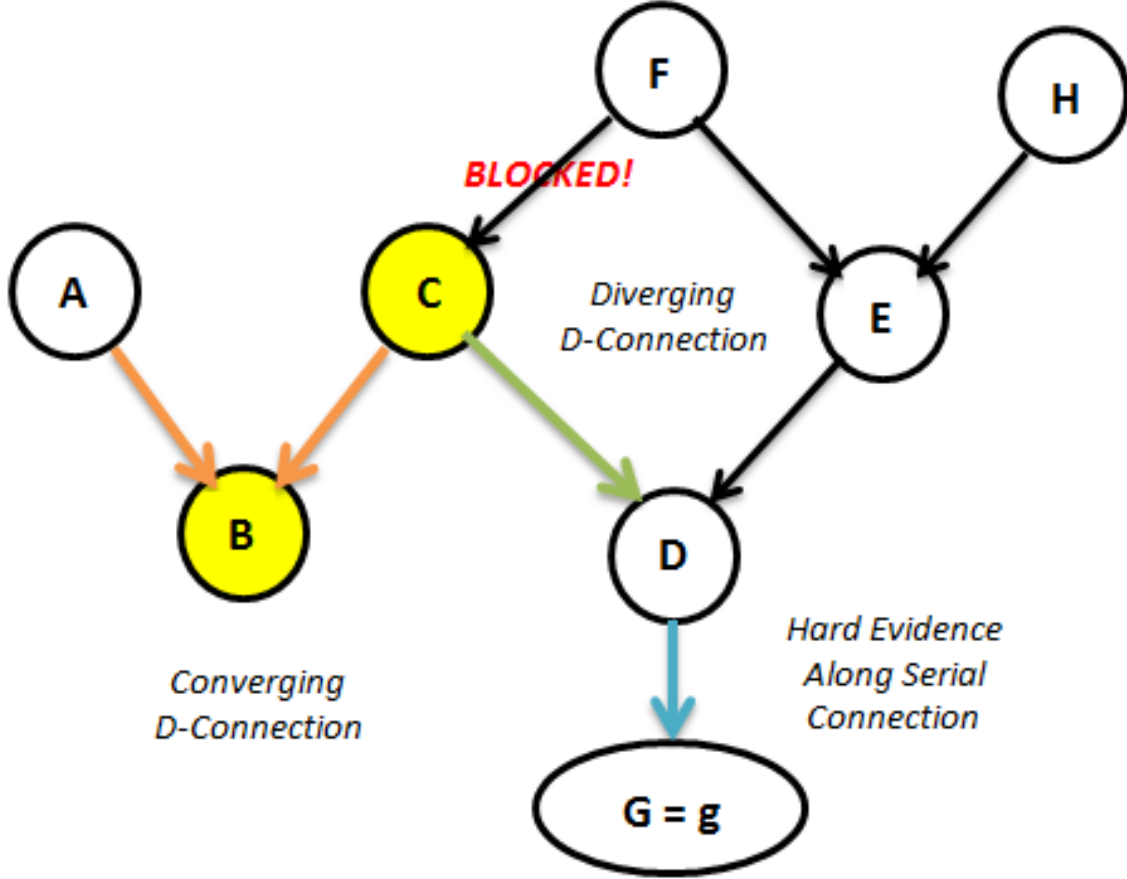 F
H
BLOCKED!
A
C
Diverging
D-Connection
E
B
D
Hard Evidence
Along Serial
Connection
Converging
D-Connection
G = g